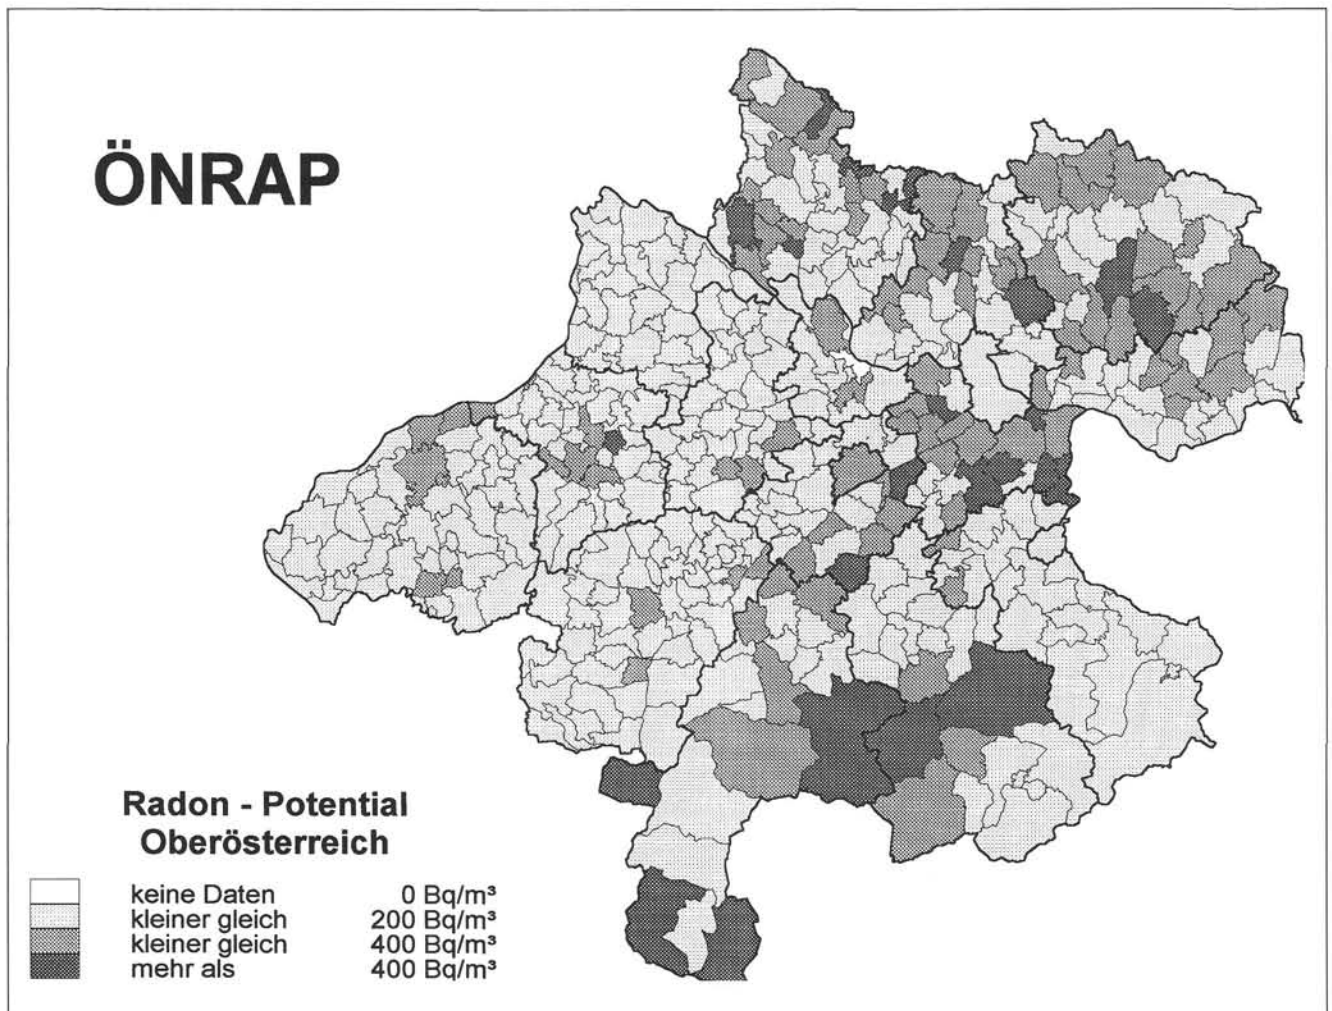 ÖNRAP
Radon - Potential
Oberösterreich
keine Daten 0 Bq/m³
kleiner gleich 200 Bq/m³
kleiner gleich 400 Bq/m³
mehr als 400 Bq/m³